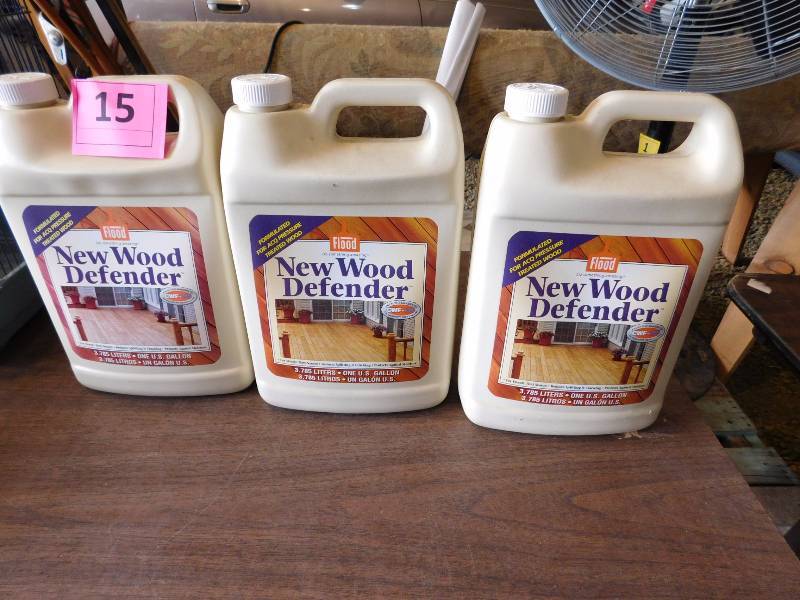 15
FORMULATED
FOR ACQ PRESSURE
TREATED WOOD
Flood
New Wood
Defender
3.785 LITERS • ONE U.S. GALLON
3.785 LITROS • UN GALÓN U.S.
FORMULATED
FOR ACQ PRESSURE
TREATED WOOD
Flood
New Wood
Defender
3.785 LITERS • ONE U.S. GALLON
3.785 LITROS • UN GALÓN U.S.
FORMULATED
FOR ACQ PRESSURE
TREATED WOOD
Flood
New Wood
Defender
3.785 LITERS • ONE U.S. GALLON
3.785 LITROS • UN GALÓN U.S.
1